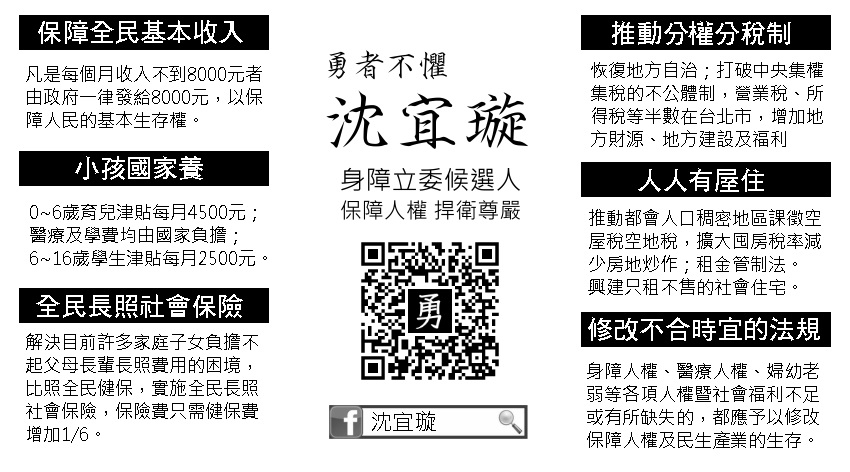 保障全民基本收入
凡是每個月收入不到8000元者
由政府一律發給8000元，以保
障人民的基本生存權。
小孩國家養
0~6歲育兒津貼每月4500元；
醫療及學費均由國家負擔；
6~16歲學生津貼每月2500元。
全民長照社會保險
解決目前許多家庭子女負擔不
起父母長輩長照費用的困境，
比照全民健保，實施全民長照
社會保險，保險費只需健保費
增加1/6。
勇者不懼
沈宜璇
身障立委候選人
保障人權 捍衛尊嚴
勇
沈宜璇
推動分權分稅制
恢復地方自治；打破中央集權
集稅的不公體制，營業稅、所
得稅等半數在台北市，增加地
方財源、地方建設及福利
人人有屋住
推動都會人口稠密地區課徵空
屋稅空地稅，擴大囤房稅率減
少房地炒作；租金管制法。
興建只租不售的社會住宅。
修改不合時宜的法規
身障人權、醫療人權、婦幼老
弱等各項人權暨社會福利不足
或有所缺失的，都應予以修改
保障人權及民生產業的生存。